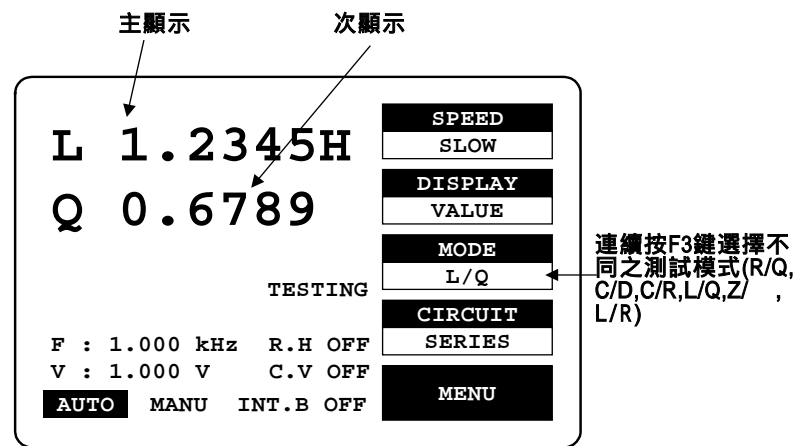 主顯示 次顯示
L 1.2345H
Q 0.6789
TESTING
F : 1.000 kHz R.H OFF
V : 1.000 V C.V OFF
AUTO MANU INT.B OFF
SPEED
SLOW
DISPLAY
VALUE
MODE
L/Q
CIRCUIT
SERIES
MENU
連續按F3鍵選擇不
同之測試模式(R/Q,
C/D,C/R,L/Q,Z/ ,
L/R)